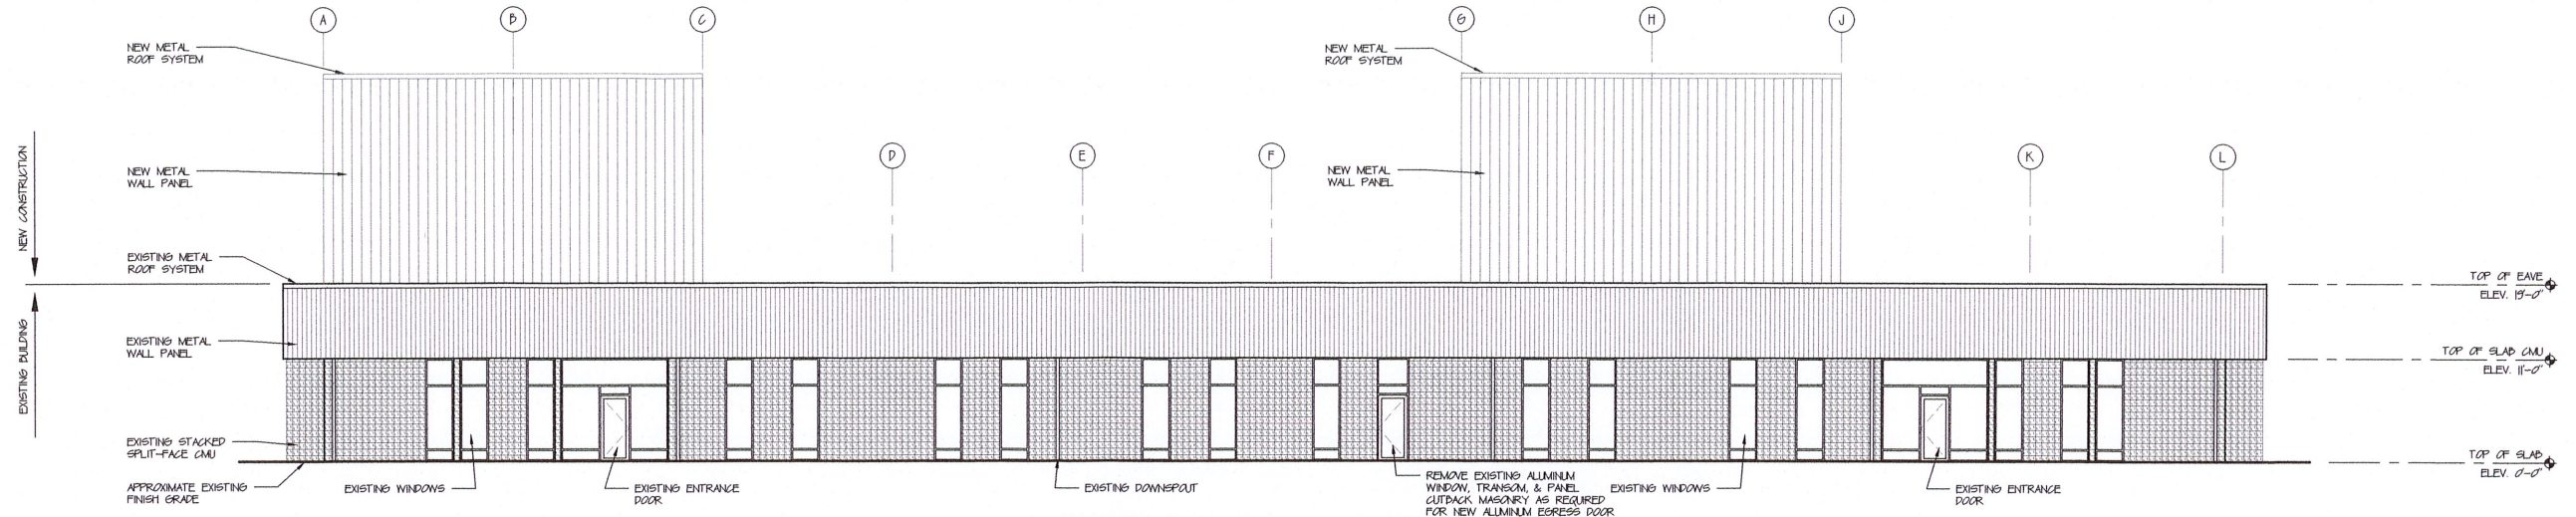 A
B
C
G
H
J
NEW METAL
ROOF SYSTEM
NEW METAL
ROOF SYSTEM
D
E
F
K
L
NEW CONSTRUCTION
NEW METAL
WALL PANEL
NEW METAL
WALL PANEL
EXISTING METAL
ROOF SYSTEM
TOP OF EAVE
ELEV. 19'-0"
EXISTING BUILDING
EXISTING METAL
WALL PANEL
TOP OF SLAB CMU
ELEV. 11'-0"
EXISTING STACKED
SPLIT-FACE CMU
TOP OF SLAB
ELEV. 0'-0"
APPROXIMATE EXISTING
FINISH GRADE
EXISTING WINDOWS
EXISTING ENTRANCE
DOOR
EXISTING DOWNSPOUT
REMOVE EXISTING ALUMINUM
WINDOW, TRANSOM, & PANEL
CUTBACK MASONRY AS REQUIRED
FOR NEW ALUMINUM EGRESS DOOR
EXISTING WINDOWS
EXISTING ENTRANCE
DOOR